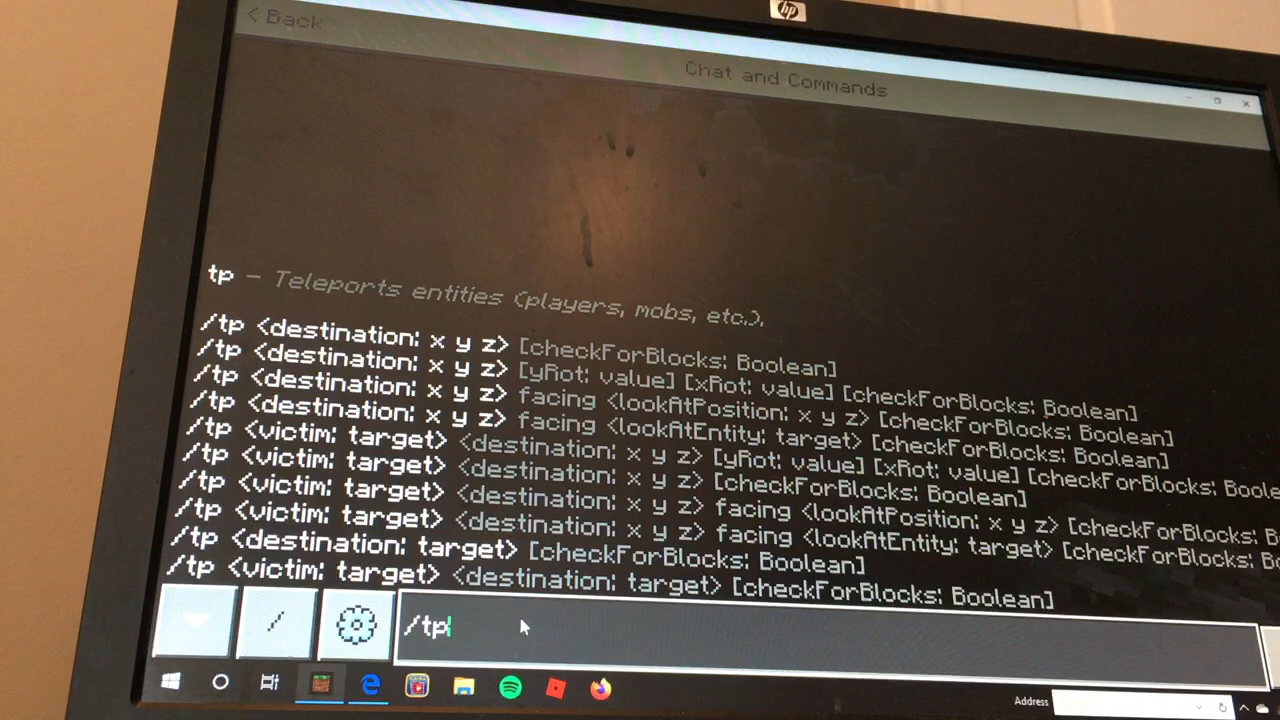 hp
< Back
Chat and Commands
tp - Teleports entities (players, mobs, etc.).
/tp <destination: x y z> [checkForBlocks: Boolean]
/tp <destination: x y z> [yRot: value] [xRot: value] [checkForBlocks: Boolean]
/tp <destination: x y z> facing <lookAtPosition: x y z> [checkForBlocks: Boolean]
/tp <destination: x y z> facing <lookAtEntity: target> [checkForBlocks: Boolean]
/tp <victim: target> <destination: x y z> [yRot: value] [xRot: value] [checkForBlocks: Boole
/tp <victim: target> <destination: x y z> [checkForBlocks: Boolean]
/tp <victim: target> <destination: x y z> facing <lookAtPosition: x y z> [checkForBlocks: B
/tp <victim: target> <destination: x y z> facing <lookAtEntity: target> [checkForBlocks: Bo
/tp <destination: target> [checkForBlocks: Boolean]
/tp <victim: target> <destination: target> [checkForBlocks: Boolean]
/
/tp
Address